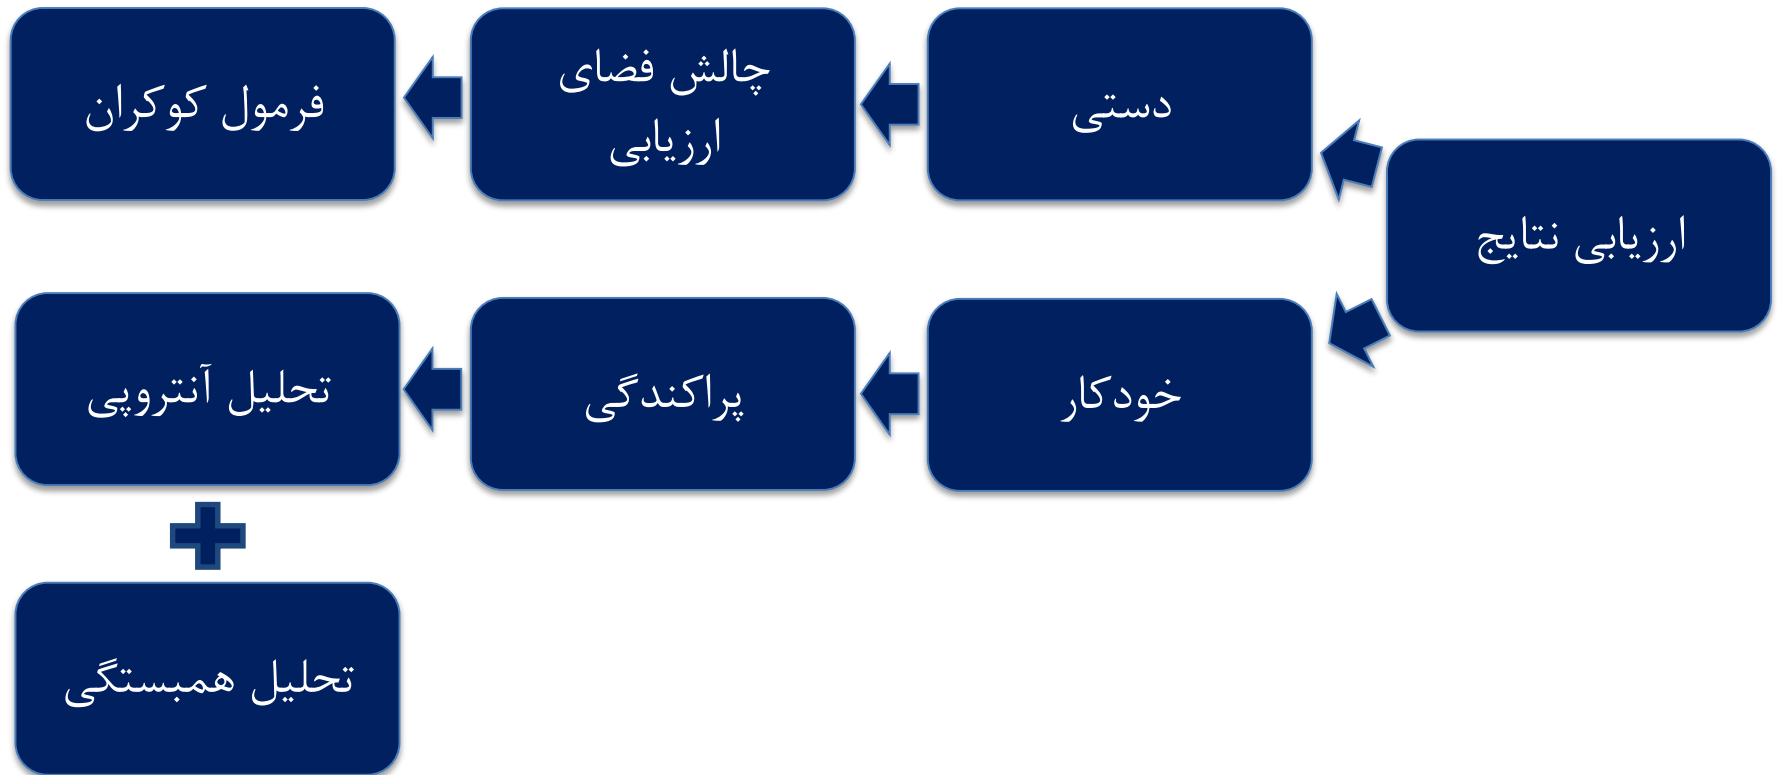 ارزیابی نتایج
دستی
چالش فضای
ارزیابی
فرمول کوکران
خودکار
پراکندگی
تحلیل آنتروپی
تحلیل همبستگی